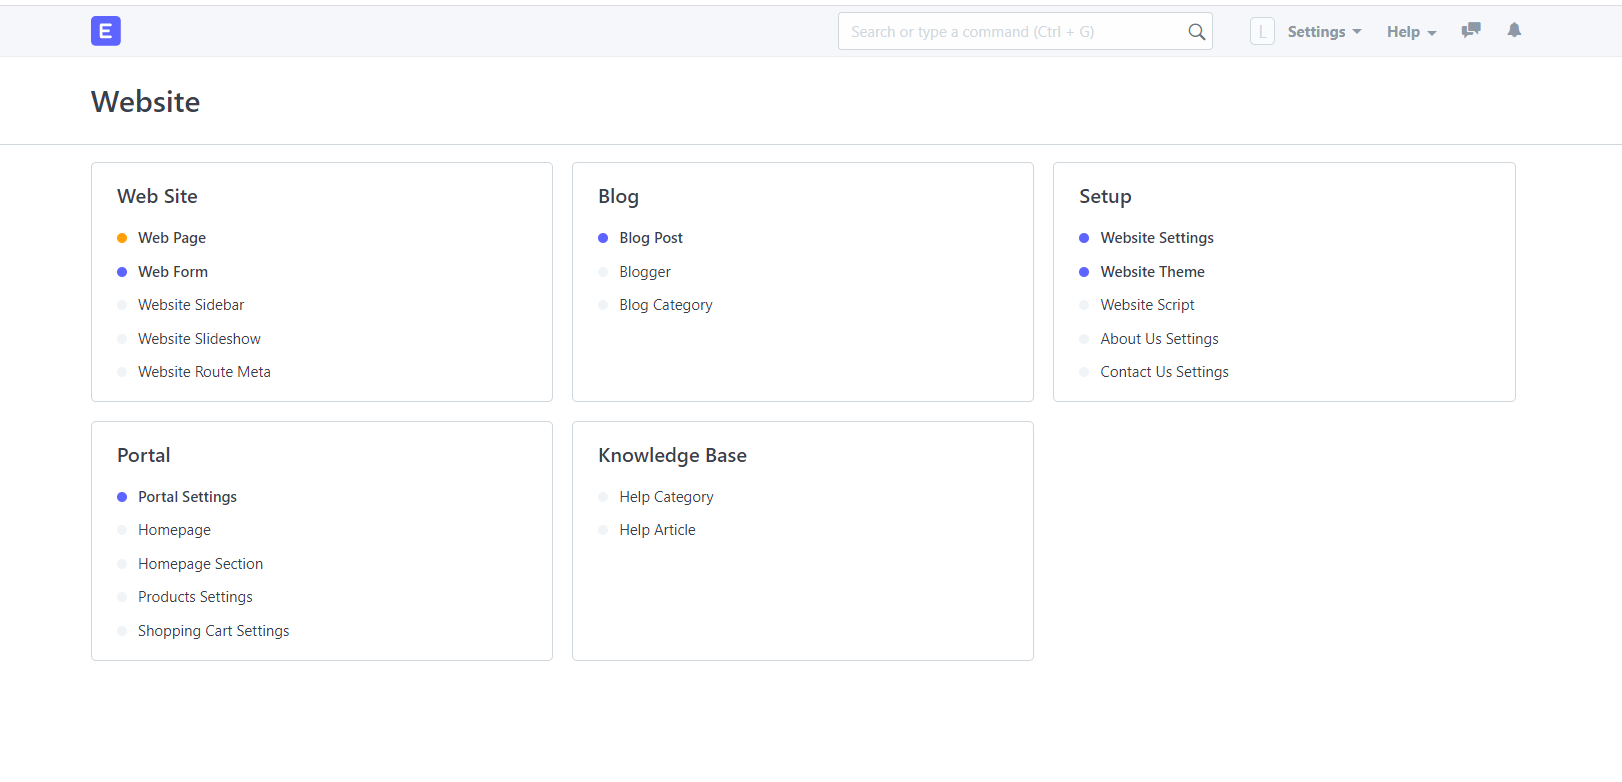 E
Search or type a command (Ctrl + G)
L Settings Help
Website
Web Site
Web Page
Web Form
Website Sidebar
Website Slideshow
Website Route Meta
Blog
Blog Post
Blogger
Blog Category
Setup
Website Settings
Website Theme
Website Script
About Us Settings
Contact Us Settings
Portal
Portal Settings
Homepage
Homepage Section
Products Settings
Shopping Cart Settings
Knowledge Base
Help Category
Help Article